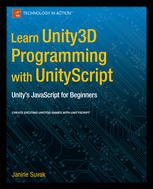 TECHNOLOGY IN ACTION™
Learn Unity3D
Programming
with UnityScript
Unity's JavaScript for Beginners
CREATE EXCITING UNITY3D GAMES WITH UNITYSCRIPT
Janine Suvak
Apress®